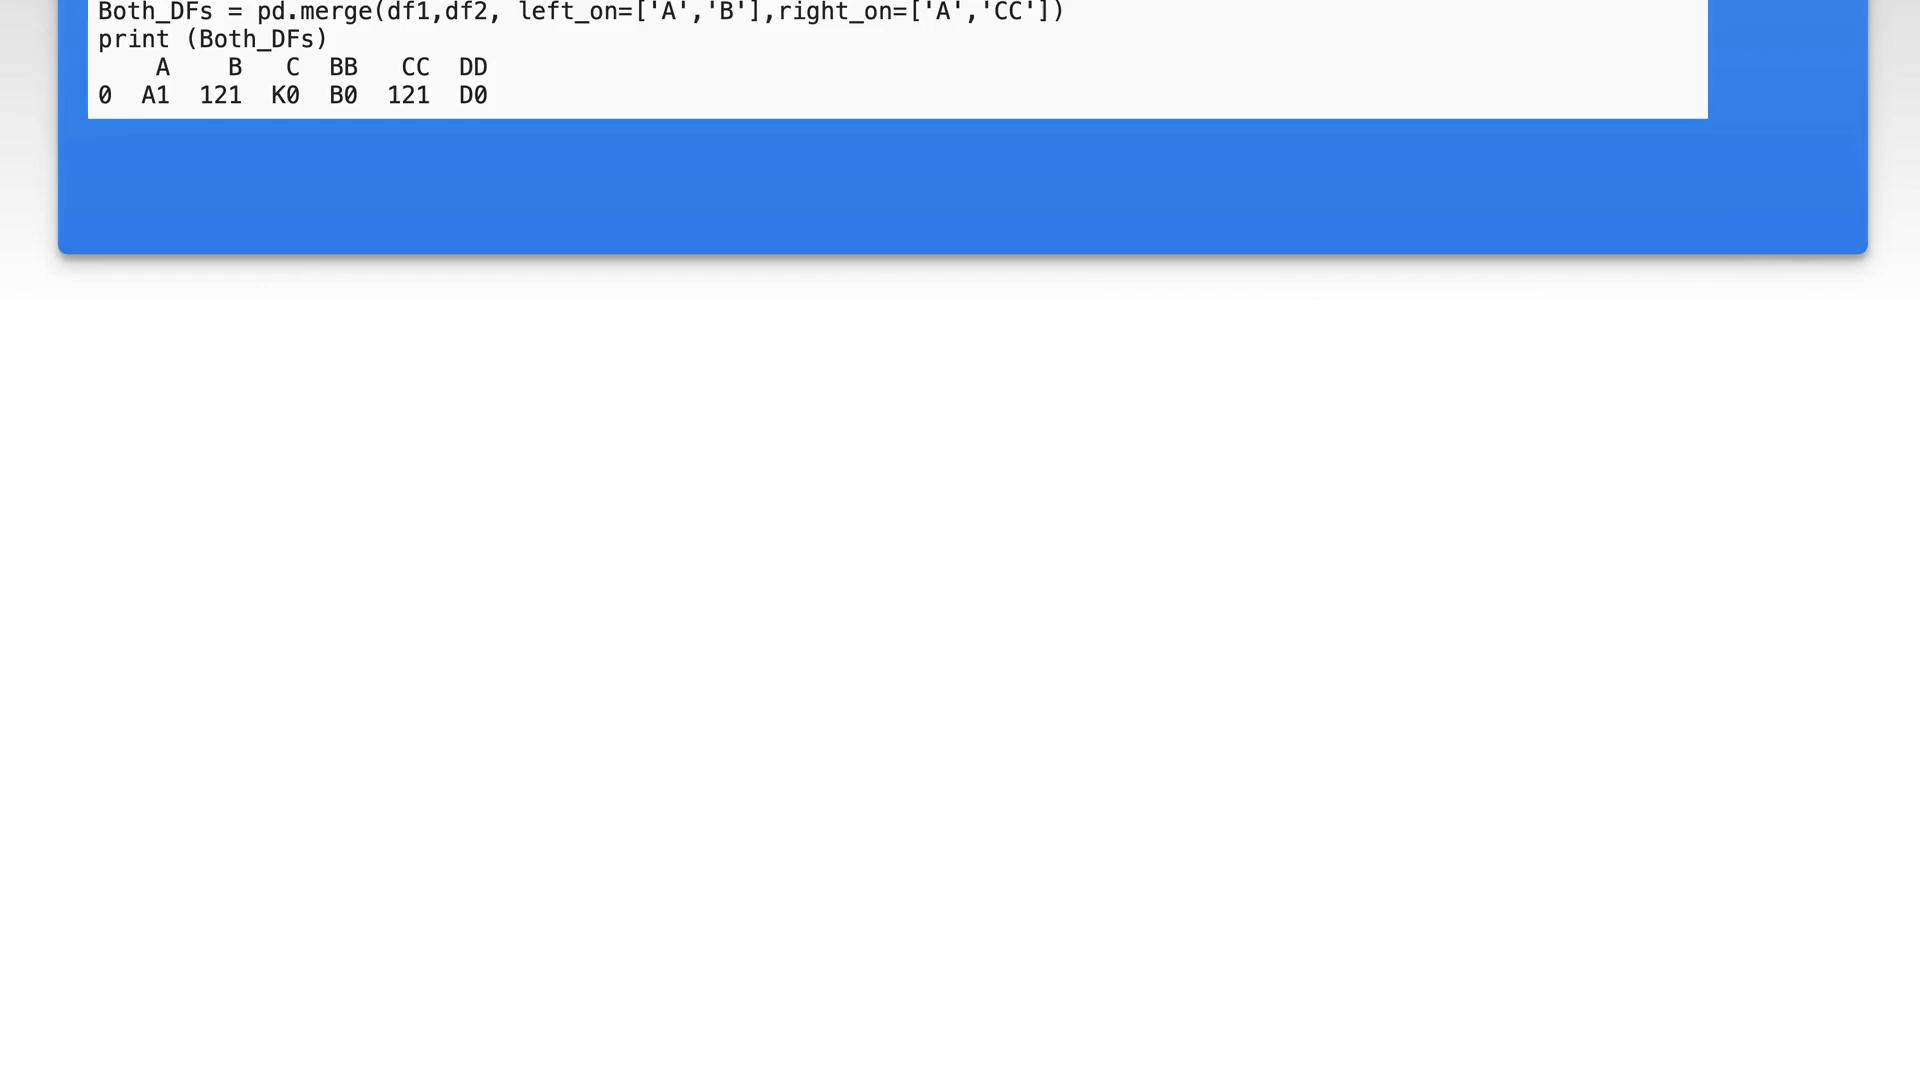 Both_DFs = pd.merge(df1,df2, left_on=['A','B'],right_on=['A','CC'])
print (Both_DFs)
    A    B   C  BB   CC  DD
0  A1  121  K0  B0  121  D0